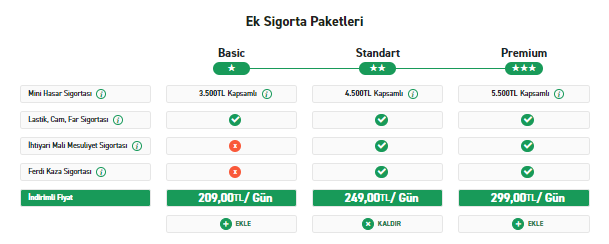 Ek Sigorta Paketleri
Basic Standart Premium
Mini Hasar Sigortası 3.500TL Kapsamlı 4.500TL Kapsamlı 5.500TL Kapsamlı
Lastik, Cam, Far Sigortası
İhtiyari Mali Mesuliyet Sigortası
Ferdi Kaza Sigortası
İndirimli Fiyat 209,00TL/ Gün 249,00TL/ Gün 299,00TL/ Gün
EKLE KALDIR EKLE